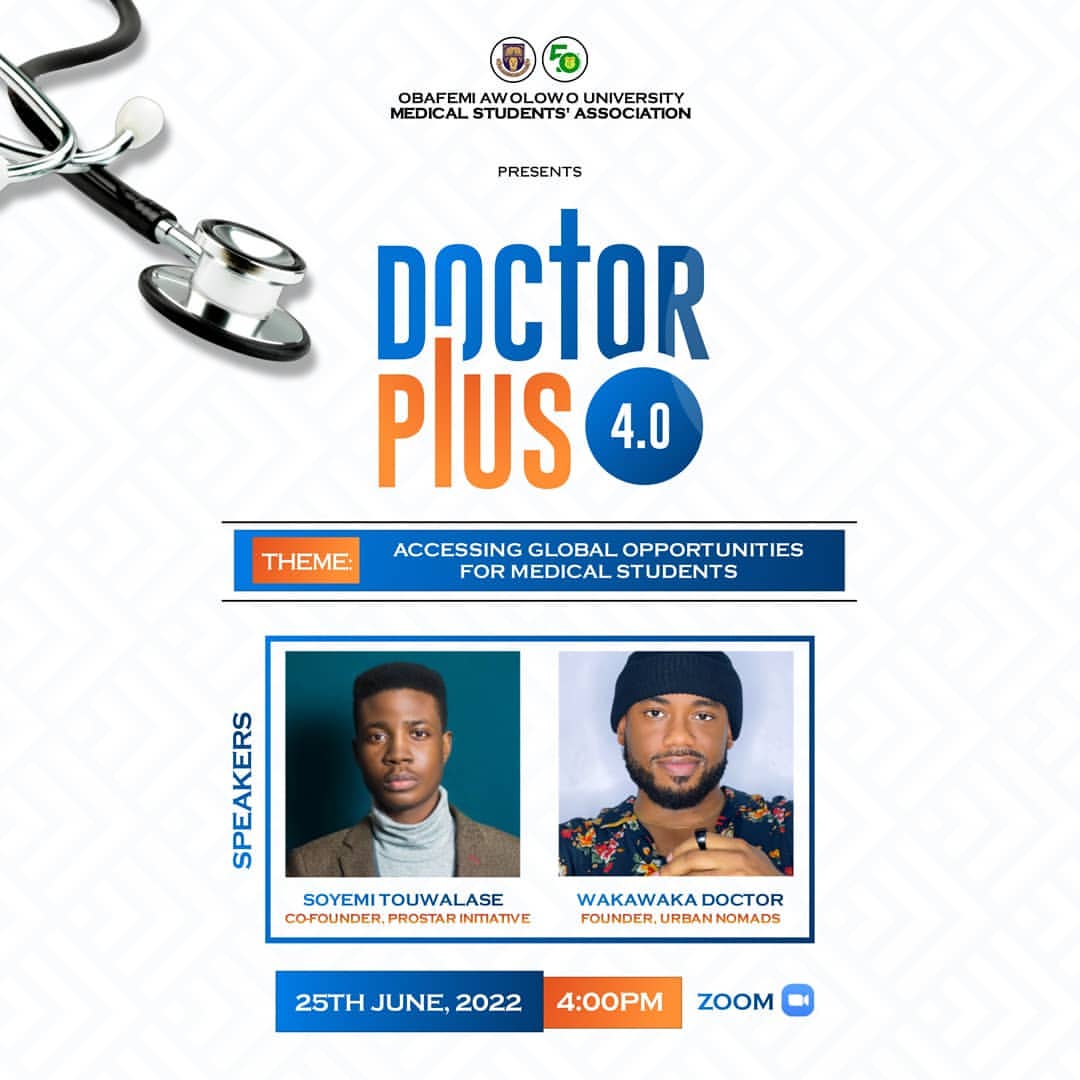 OBAFEMI AWOLOWO UNIVERSITY
MEDICAL STUDENTS' ASSOCIATION
PRESENTS
DOCTOR
PLUS 4.0
THEME: ACCESSING GLOBAL OPPORTUNITIES
FOR MEDICAL STUDENTS
SPEAKERS
SOYEMI TOUWALASE
CO-FOUNDER, PROSTAR INITIATIVE
WAKAWAKA DOCTOR
FOUNDER, URBAN NOMADS
25TH JUNE, 2022 4:00PM ZOOM